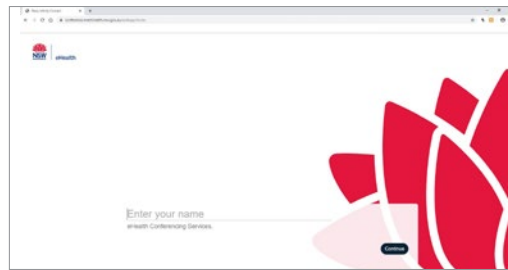 NSW
eHealth
Enter your name
eHealth Conferencing Services.
Continue